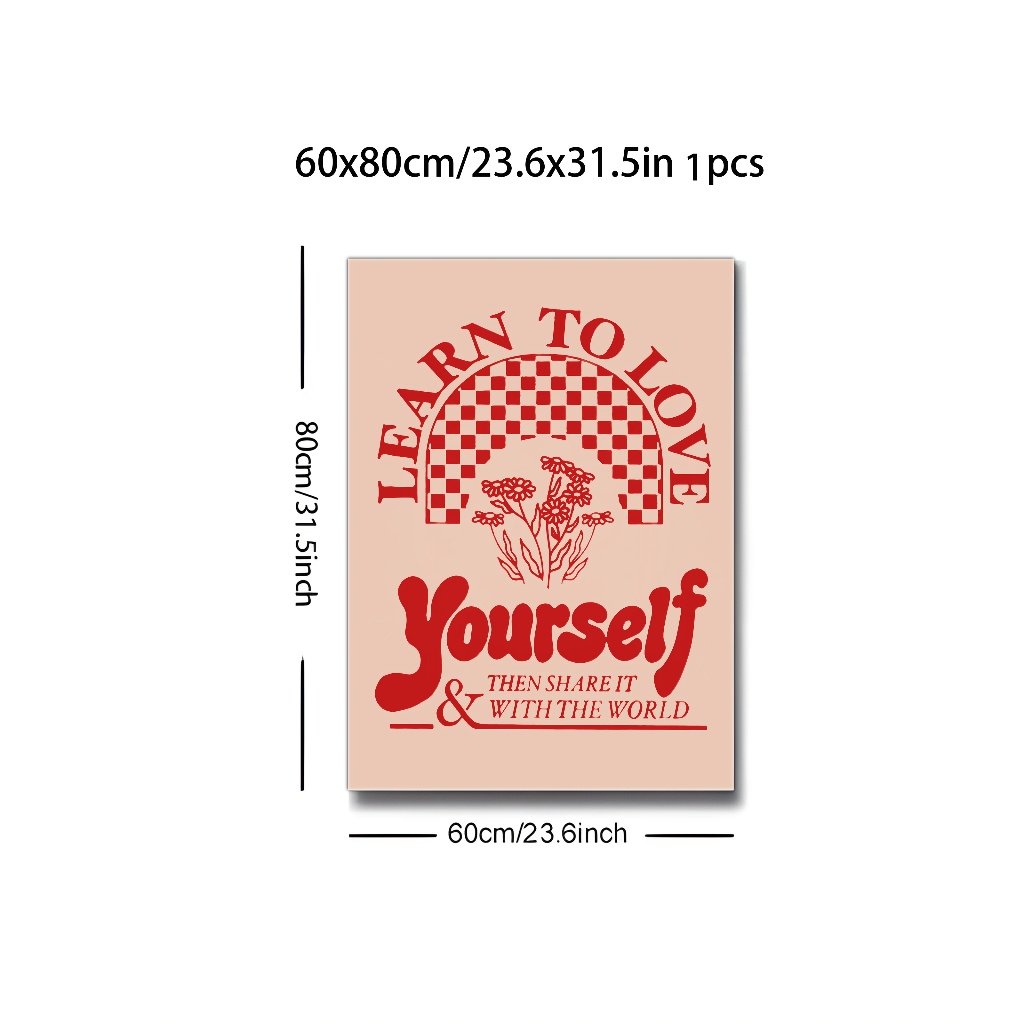 60x80cm/23.6x31.5in 1pcs
80cm/31.5inch
LEARN TO LOVE
Yourself
& THEN SHARE IT
WITH THE WORLD
60cm/23.6inch